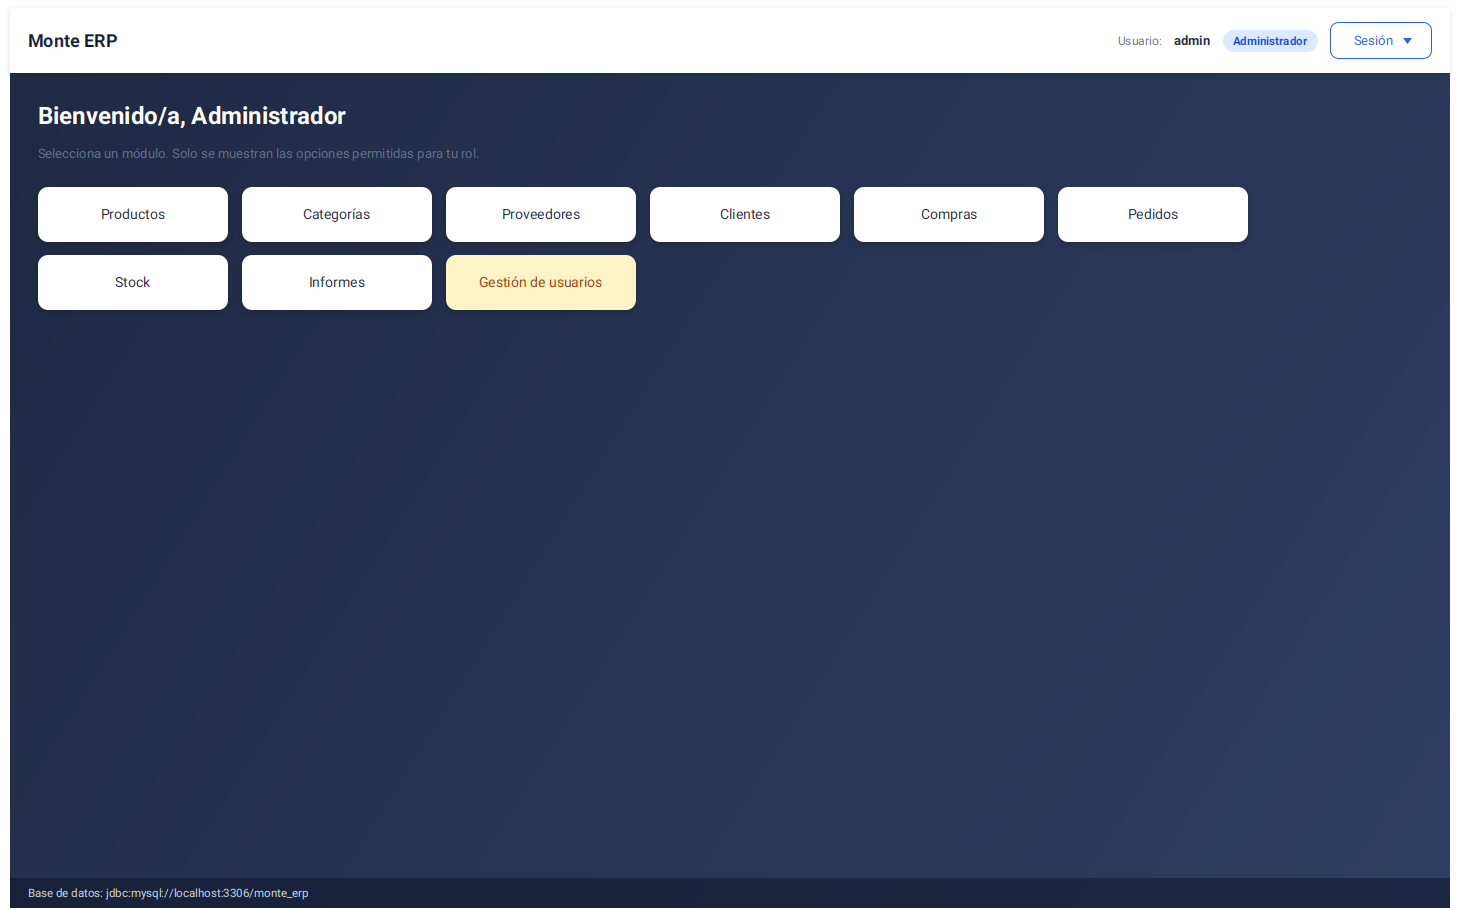 Monte ERP
Usuario: admin Administrador Sesión
Bienvenido/a, Administrador
Selecciona un módulo. Solo se muestran las opciones permitidas para tu rol.
Productos Categorías Proveedores Clientes Compras Pedidos
Stock Informes Gestión de usuarios
Base de datos: jdbc:mysql://localhost:3306/monte_erp